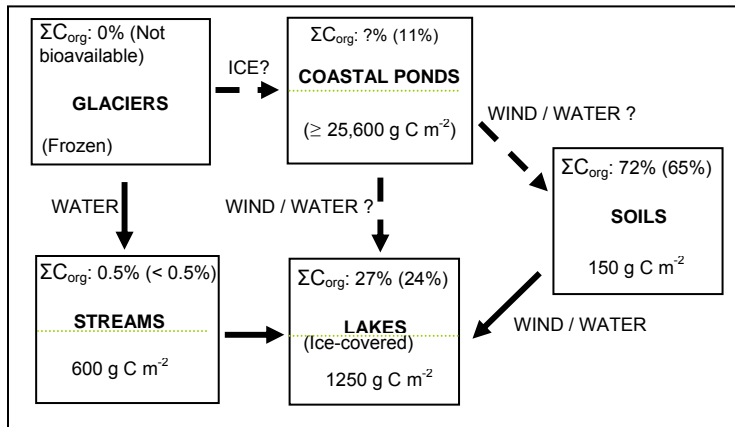 ΣCorg: 0% (Not
bioavailable)
GLACIERS
(Frozen)
ICE?
ΣCorg: ?% (11%)
COASTAL PONDS
(≥ 25,600 g C m-2)
WIND / WATER ?
ΣCorg: 72% (65%)
SOILS
150 g C m-2
WATER
WIND / WATER ?
ΣCorg: 0.5% (< 0.5%)
STREAMS
600 g C m-2
ΣCorg: 27% (24%)
LAKES
(Ice-covered)
1250 g C m-2
WIND / WATER